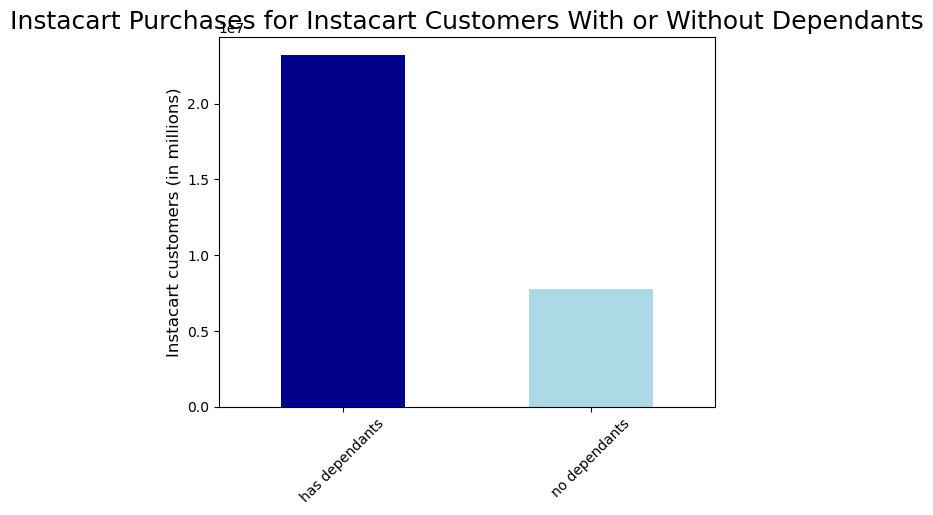 Instacart Purchases for Instacart Customers With or Without Dependants
1e7
Instacart customers (in millions)
2.0
1.5
1.0
0.5
0.0
has dependants
no dependants